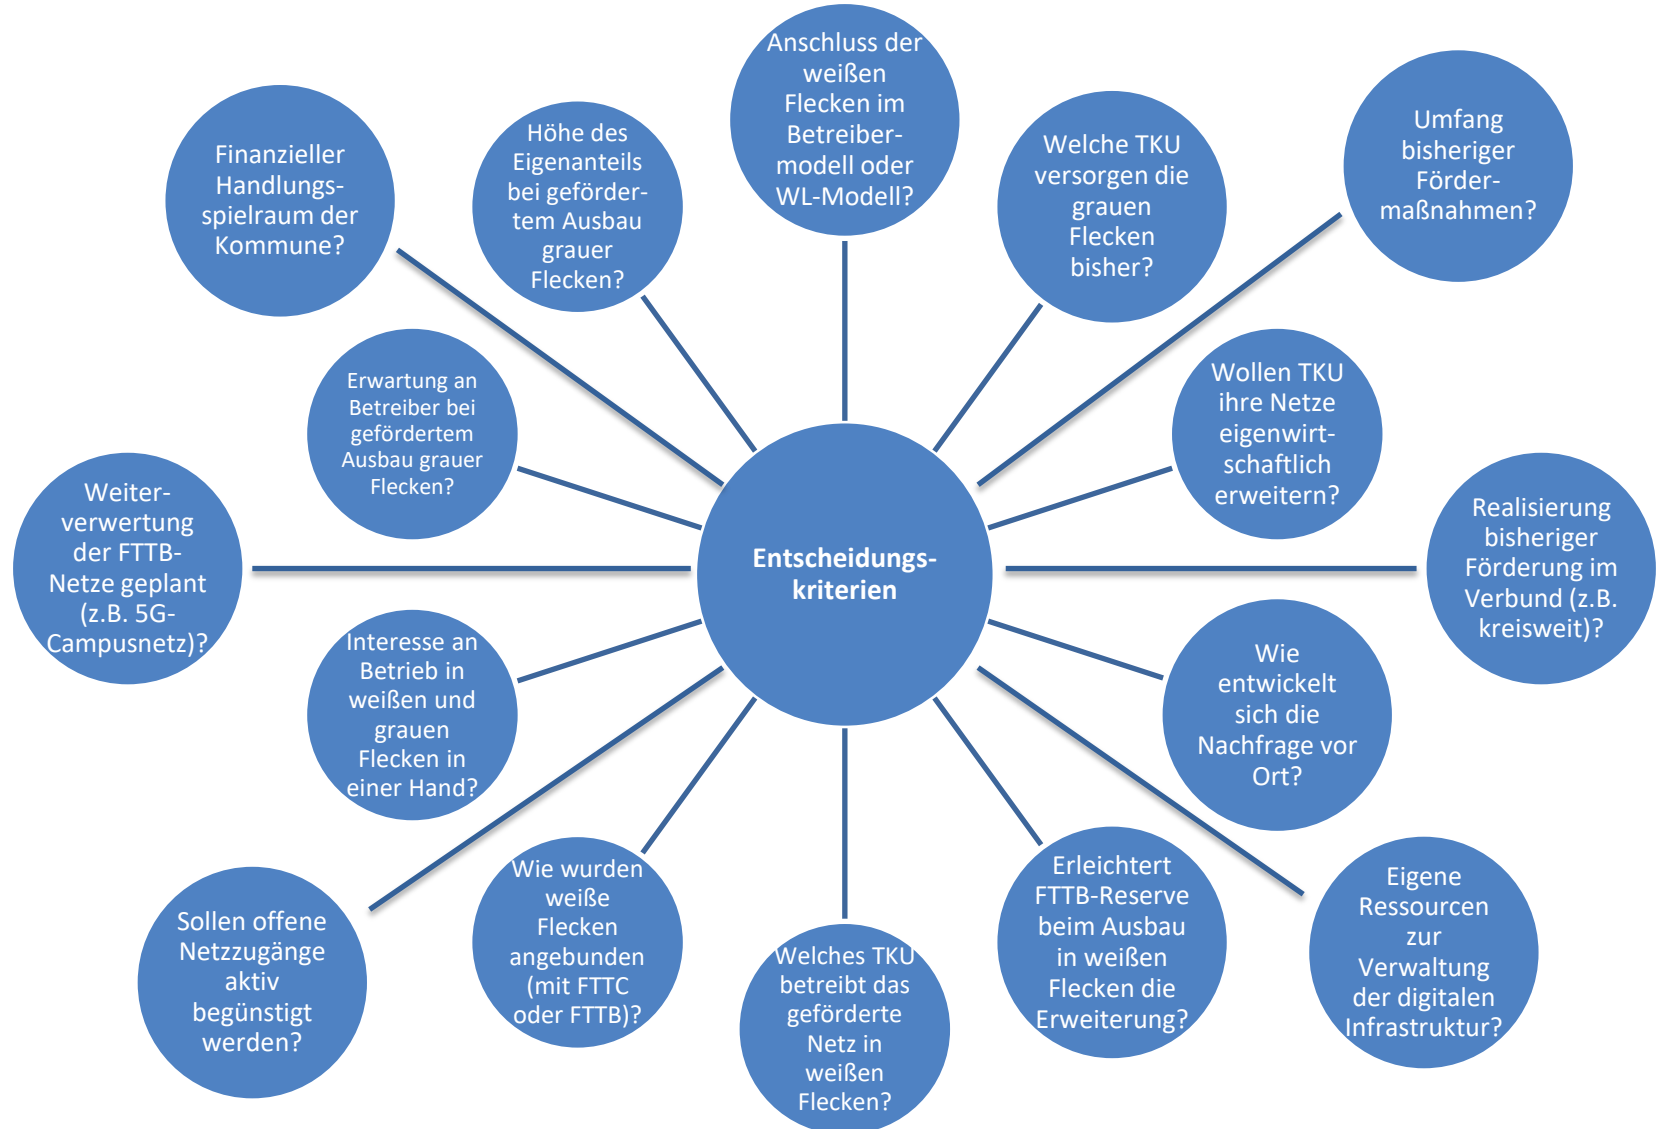 Anschluss der
weißen
Flecken im
Betreiber-
modell oder
WL-Modell?
Welche TKU
versorgen die
grauen
Flecken
bisher?
Umfang
bisheriger
Förder-
maßnahmen?
Wollen TKU
ihre Netze
eigenwirt-
schaftlich
erweitern?
Realisierung
bisheriger
Förderung im
Verbund (z.B.
kreisweit)?
Wie
entwickelt
sich die
Nachfrage vor
Ort?
Eigene
Ressourcen
zur
Verwaltung
der digitalen
Infrastruktur?
Erleichtert
FTTB-Reserve
beim Ausbau
in weißen
Flecken die
Erweiterung?
Welches TKU
betreibt das
geförderte
Netz in
weißen
Flecken?
Wie wurden
weiße
Flecken
angebunden
(mit FTTC
oder FTTB)?
Sollen offene
Netzzugänge
aktiv
begünstigt
werden?
Interesse an
Betrieb in
weißen und
grauen
Flecken in
einer Hand?
Weiter-
verwertung
der FTTB-
Netze geplant
(z.B. 5G-
Campusnetz)?
Erwartung an
Betreiber bei
gefördertem
Ausbau grauer
Flecken?
Finanzieller
Handlungs-
spielraum der
Kommune?
Höhe des
Eigenanteils
bei geförder-
tem Ausbau
grauer
Flecken?
Entscheidungs-
kriterien